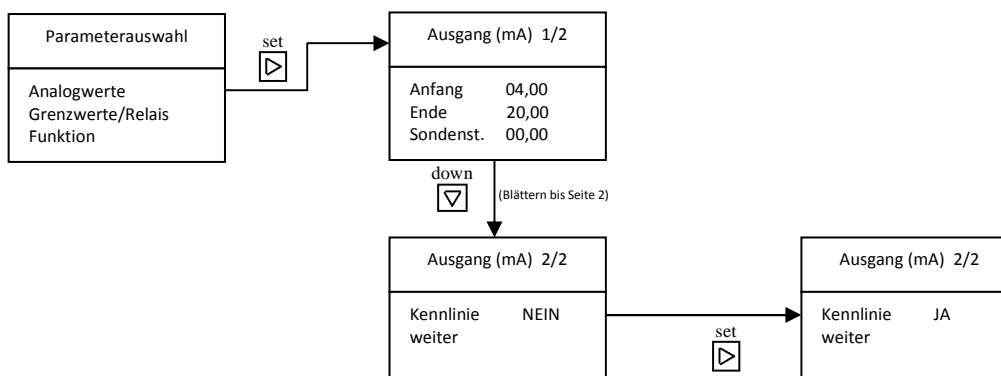 Parameterauswahl
Analogwerte
Grenzwerte/Relais
Funktion
set
Ausgang (mA) 1/2
Anfang 04,00
Ende 20,00
Sondenst. 00,00
down
(Blättern bis Seite 2)
Ausgang (mA) 2/2
Kennlinie NEIN
weiter
set
Ausgang (mA) 2/2
Kennlinie JA
weiter